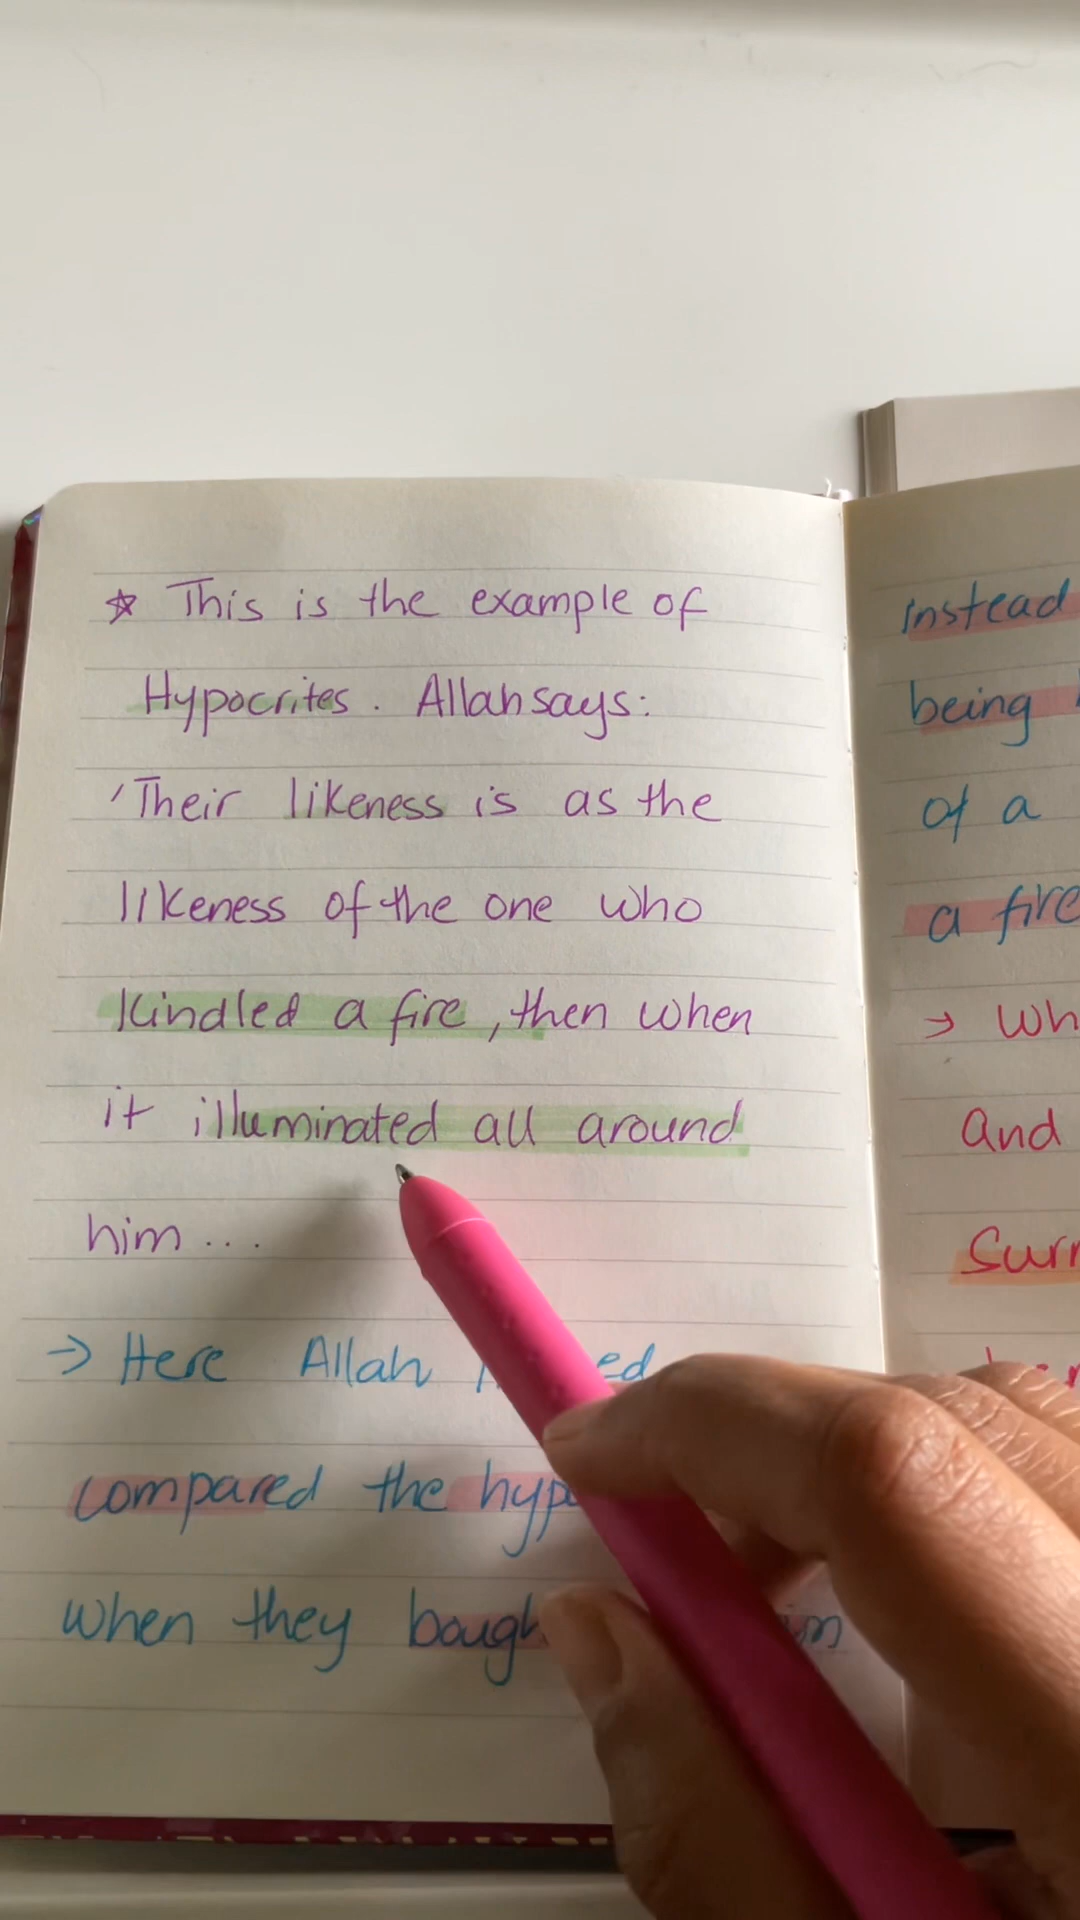 ☆ This is the example of
Hypocrites. Allah says:
'Their likeness is as the
likeness of the one who
kindled a fire, then when
it illuminated all around
him ...
→ Here Allah
compared the
when they
instead
being
of a
a fire
→
and